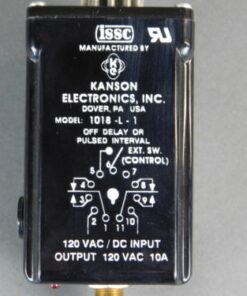 issc
MANUFACTURED BY
K
KANSON
ELECTRONICS, INC.
DOVER, PA USA
MODEL: 1018-L-1
OFF DELAY OR
PULSED INTERVAL
EXT. SW.
(CONTROL)
5 6 7
4 8
3 9
2 1 11 10
120 VAC / DC INPUT
OUTPUT 120 VAC 10A